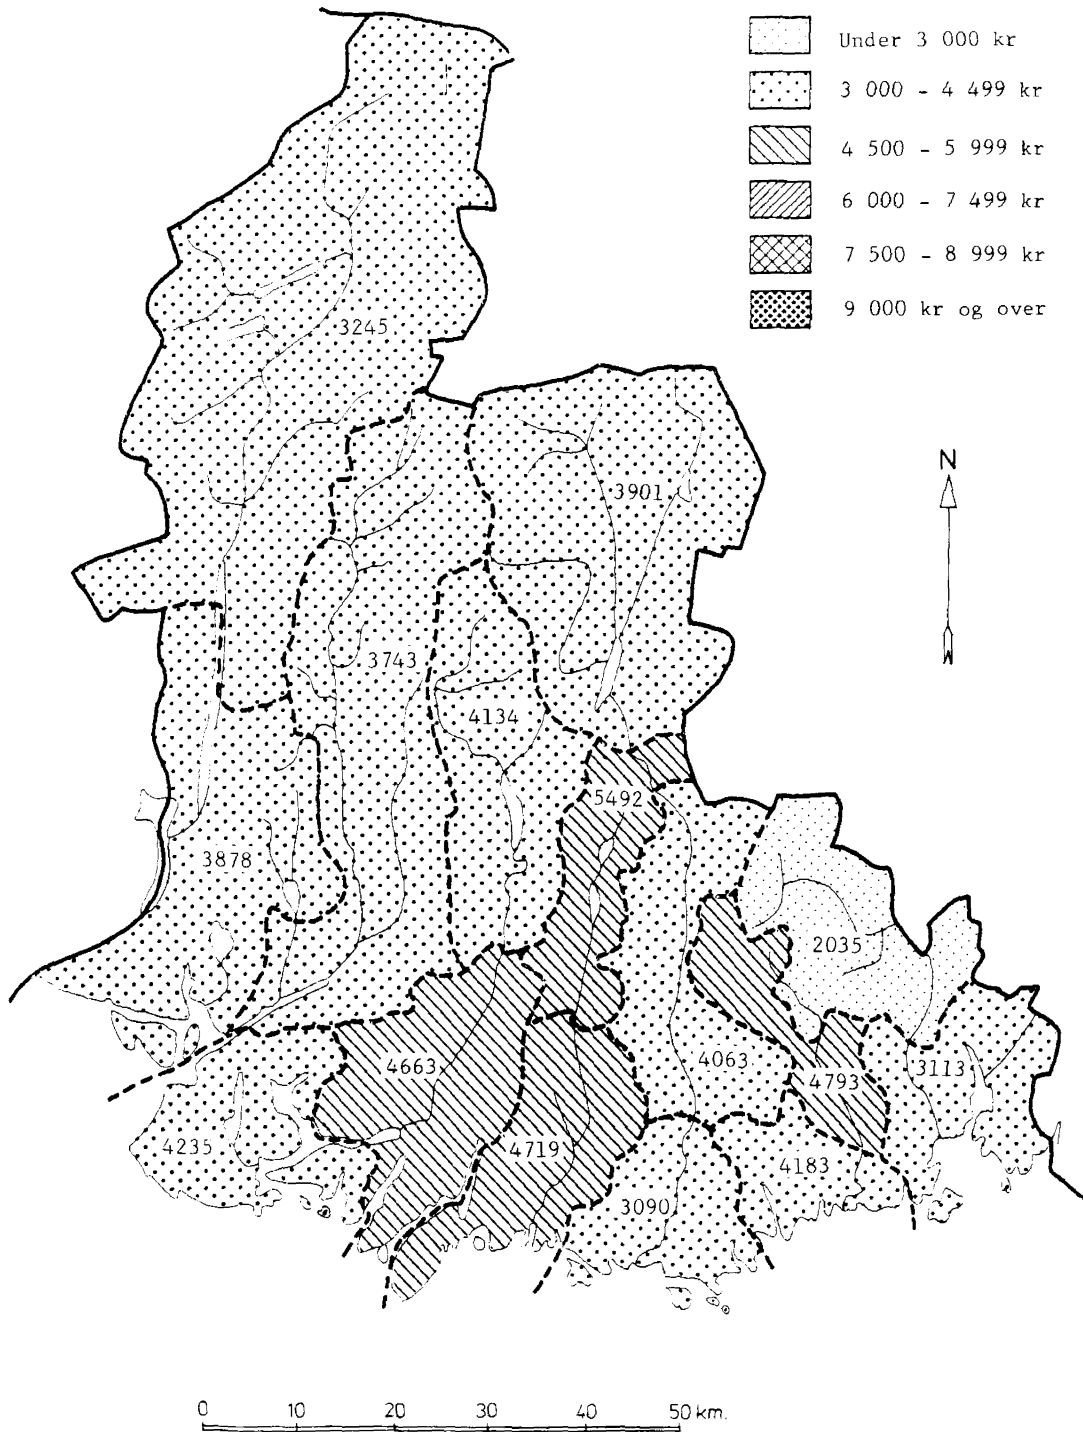 Under 3 000 kr
3 000 - 4 499 kr
4 500 - 5 999 kr
6 000 - 7 499 kr
7 500 - 8 999 kr
9 000 kr og over
N
3245
3901
3743
4134
5492
3878
2035
4663
4063
4793
3113
4235
4719
4183
3090
0 10 20 30 40 50 km.